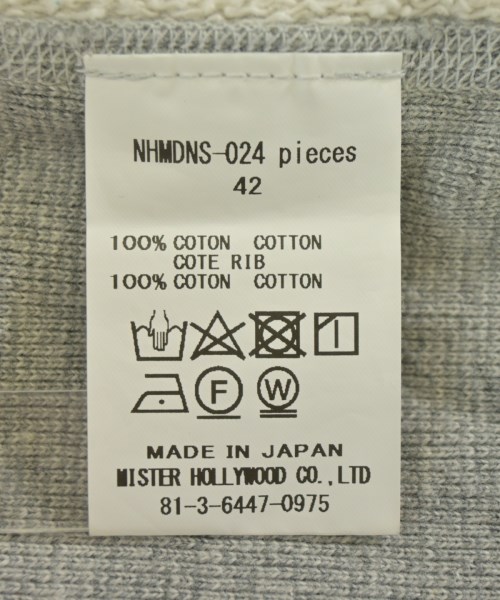 NHMDNS-024 pieces
42
100% COTON COTTON
COTE RIB
100% COTON COTTON
F W
MADE IN JAPAN
MISTER HOLLYWOOD CO.,LTD
81-3-6447-0975